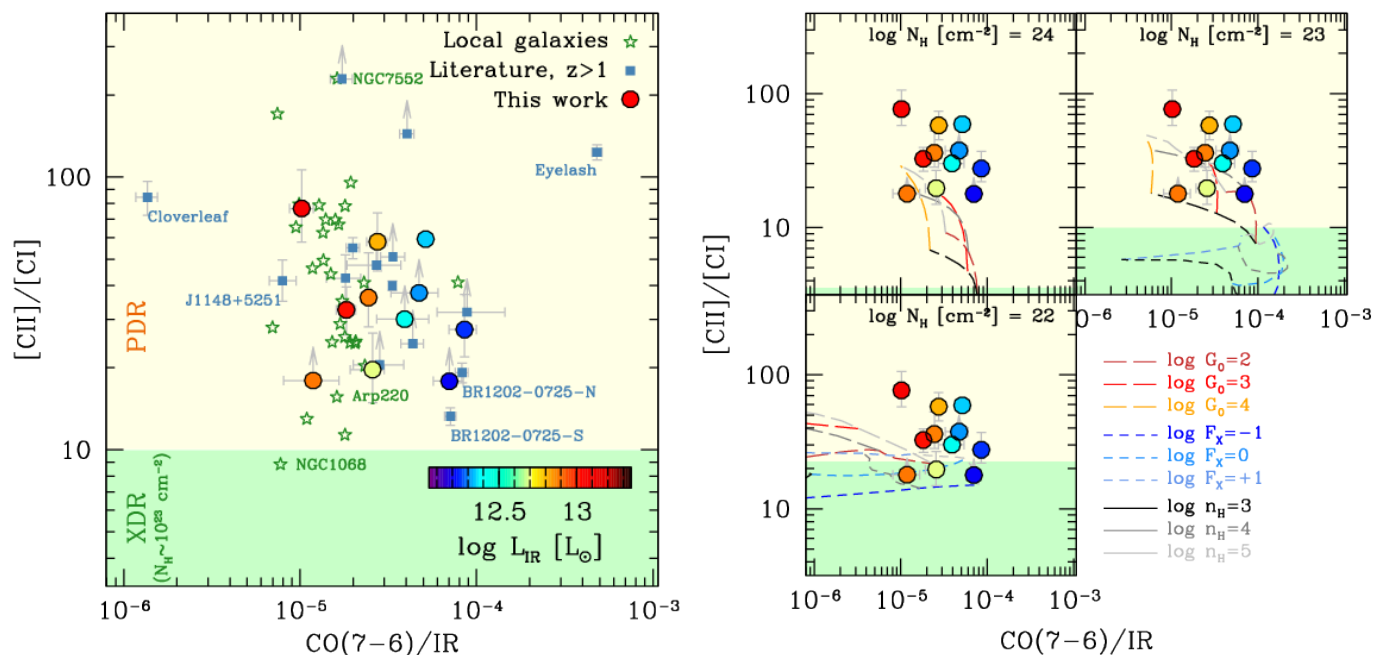 Local galaxies
Literature, z>1
This work
NGC7552
Eyelash
Cloverleaf
J1148+5251
Arp220
BR1202-0725-N
BR1202-0725-S
NGC1068
PDR
XDR
(N_H~10^23 cm^-2)
12.5 13
log L_IR [L_⊙]
100
10
[CII]/[CI]
10^-6 10^-5 10^-4 10^-3
CO(7-6)/IR
log N_H [cm^-2] = 24
log N_H [cm^-2] = 23
log N_H [cm^-2] = 22
100
10
100
10
[CII]/[CI]
10^-6 10^-5 10^-4 10^-3
10^-6 10^-5 10^-4 10^-3
CO(7-6)/IR
log G_0=2
log G_0=3
log G_0=4
log F_X=-1
log F_X=0
log F_X=+1
log n_H=3
log n_H=4
log n_H=5